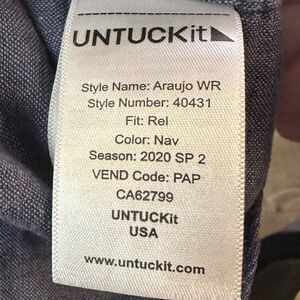 UNTUCKit
Style Name: Araujo WR
Style Number: 40431
Fit: Rel
Color: Nav
Season: 2020 SP 2
VEND Code: PAP
CA62799
UNTUCKit
USA
www.untuckit.com